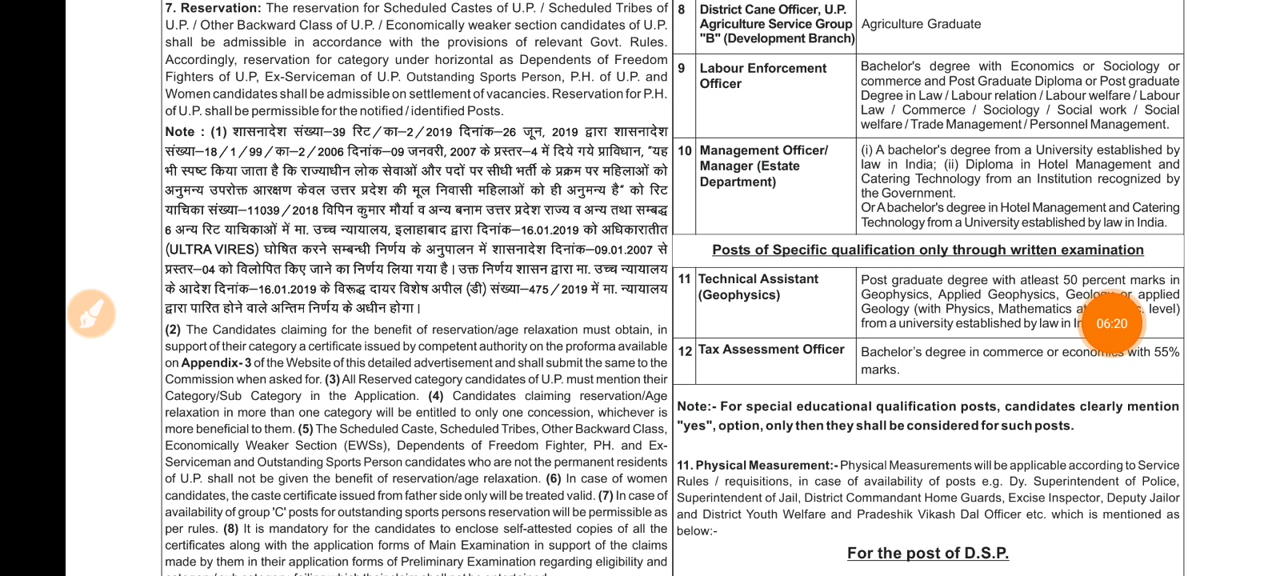 7. Reservation: The reservation for Scheduled Castes of U.P. / Scheduled Tribes of
U.P. / Other Backward Class of U.P. / Economically weaker section candidates of U.P.
shall be admissible in accordance with the provisions of relevant Govt. Rules.
Accordingly, reservation for category under horizontal as Dependents of Freedom
Fighters of U.P, Ex-Serviceman of U.P. Outstanding Sports Person, P.H. of U.P. and
Women candidates shall be admissible on settlement of vacancies. Reservation for P.H.
of U.P. shall be permissible for the notified / identified Posts.
Note : (1) शासनादेश संख्या–39 रिट/का–2/2019 दिनांक–26 जून, 2019 द्वारा शासनादेश
संख्या–18/1/99/का–2/2006 दिनांक–09 जनवरी, 2007 के प्रस्तर–4 में दिये गये प्राविधान, "यह
भी स्पष्ट किया जाता है कि राज्याधीन लोक सेवाओं और पदों पर सीधी भर्ती के प्रक्रम पर महिलाओं को
अनुमन्य उपरोक्त आरक्षण केवल उत्तर प्रदेश की मूल निवासी महिलाओं को ही अनुमन्य है" को रिट
याचिका संख्या–11039/2018 विपिन कुमार मौर्या व अन्य बनाम उत्तर प्रदेश राज्य व अन्य तथा सम्बद्ध
6 अन्य रिट याचिकाओं में मा. उच्च न्यायालय, इलाहाबाद द्वारा दिनांक–16.01.2019 को अधिकारातीत
(ULTRA VIRES) घोषित करने सम्बन्धी निर्णय के अनुपालन में शासनादेश दिनांक–09.01.2007 से
प्रस्तर–04 को विलोपित किए जाने का निर्णय लिया गया है। उक्त निर्णय शासन द्वारा मा. उच्च न्यायालय
के आदेश दिनांक–16.01.2019 के विरूद्ध दायर विशेष अपील (डी) संख्या–475/2019 में मा. न्यायालय
द्वारा पारित होने वाले अन्तिम निर्णय के अधीन होगा।
(2) The Candidates claiming for the benefit of reservation/age relaxation must obtain, in
support of their category a certificate issued by competent authority on the proforma available
on Appendix-3 of the Website of this detailed advertisement and shall submit the same to the
Commission when asked for. (3) All Reserved category candidates of U.P. must mention their
Category/Sub Category in the Application. (4) Candidates claiming reservation/Age
relaxation in more than one category will be entitled to only one concession, whichever is
more beneficial to them. (5) The Scheduled Caste, Scheduled Tribes, Other Backward Class,
Economically Weaker Section (EWSs), Dependents of Freedom Fighter, PH. and Ex-
Serviceman and Outstanding Sports Person candidates who are not the permanent residents
of U.P. shall not be given the benefit of reservation/age relaxation. (6) In case of women
candidates, the caste certificate issued from father side only will be treated valid. (7) In case of
availability of group 'C' posts for outstanding sports persons reservation will be permissible as
per rules. (8) It is mandatory for the candidates to enclose self-attested copies of all the
certificates along with the application forms of Main Examination in support of the claims
made by them in their application forms of Preliminary Examination regarding eligibility and
8 District Cane Officer, U.P.
Agriculture Service Group
"B" (Development Branch)
Agriculture Graduate
9 Labour Enforcement
Officer
Bachelor's degree with Economics or Sociology or
commerce and Post Graduate Diploma or Post graduate
Degree in Law / Labour relation / Labour welfare / Labour
Law / Commerce / Sociology / Social work / Social
welfare / Trade Management / Personnel Management.
10 Management Officer/
Manager (Estate
Department)
(i) A bachelor's degree from a University established by
law in India; (ii) Diploma in Hotel Management and
Catering Technology from an Institution recognized by
the Government.
Or A bachelor's degree in Hotel Management and Catering
Technology from a University established by law in India.
Posts of Specific qualification only through written examination
11 Technical Assistant
(Geophysics)
Post graduate degree with atleast 50 percent marks in
Geophysics, Applied Geophysics, Geology or applied
Geology (with Physics, Mathematics level)
from a university established by law in
06:20
12 Tax Assessment Officer
Bachelor's degree in commerce or economics with 55%
marks.
Note:- For special educational qualification posts, candidates clearly mention
"yes", option, only then they shall be considered for such posts.
11. Physical Measurement:- Physical Measurements will be applicable according to Service
Rules / requisitions, in case of availability of posts e.g. Dy. Superintendent of Police,
Superintendent of Jail, District Commandant Home Guards, Excise Inspector, Deputy Jailor
and District Youth Welfare and Pradeshik Vikash Dal Officer etc. which is mentioned as
below:-
For the post of D.S.P.